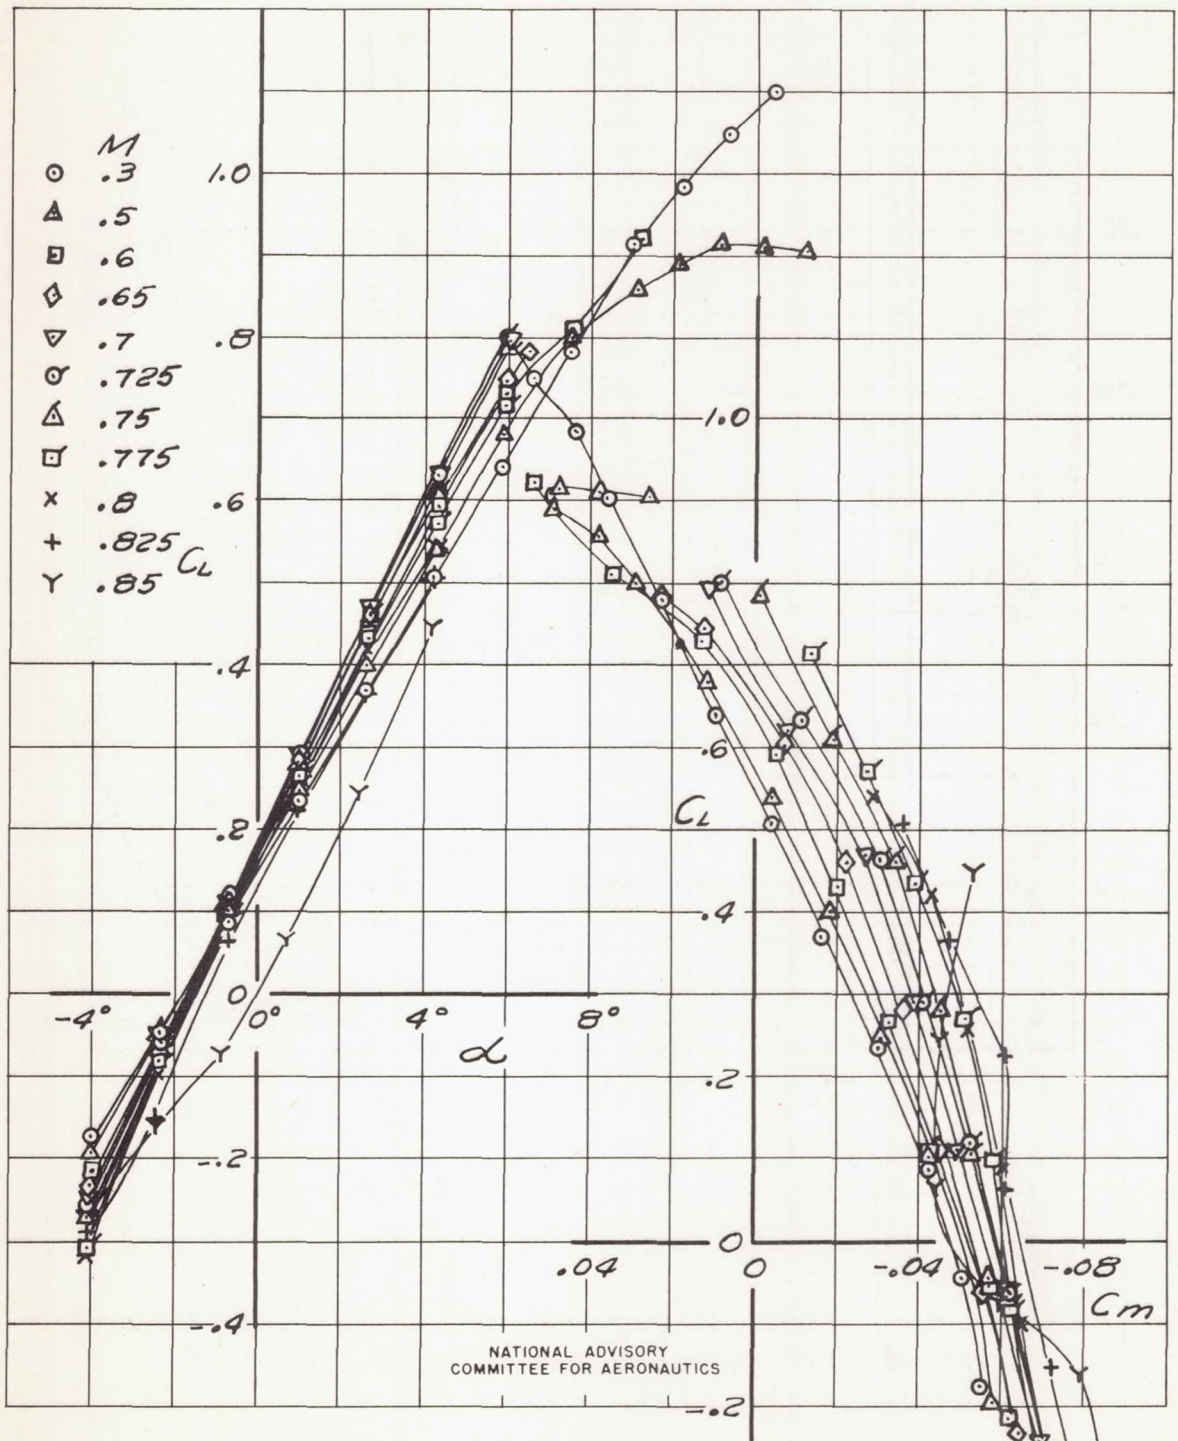 M
.3
.5
.6
.65
.7
.725
.75
.775
.8
.825
.85
CL
1.0
.8
.6
.4
.2
0
-.2
-.4
-4° 0° 4° 8°
α
1.0
.6
CL
.4
.2
0
-.2
.04 0 -.04 -.08
Cm
NATIONAL ADVISORY
COMMITTEE FOR AERONAUTICS